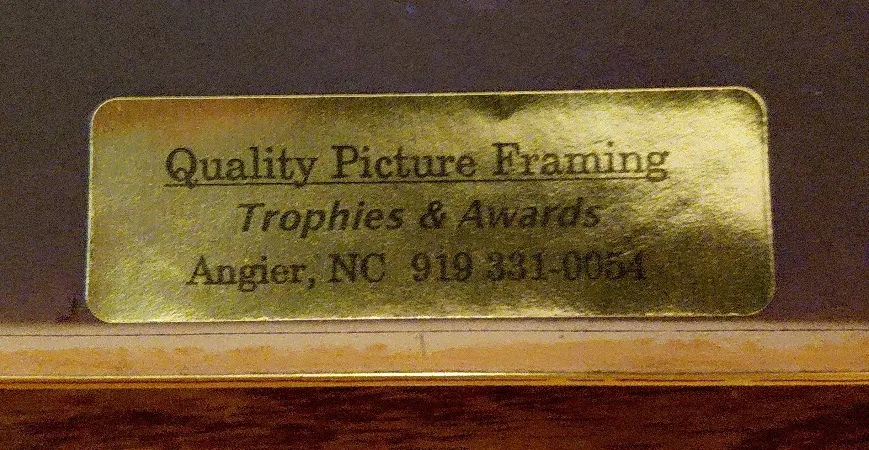 Quality Picture Framing
Trophies & Awards
Angier, NC 919 331-0054